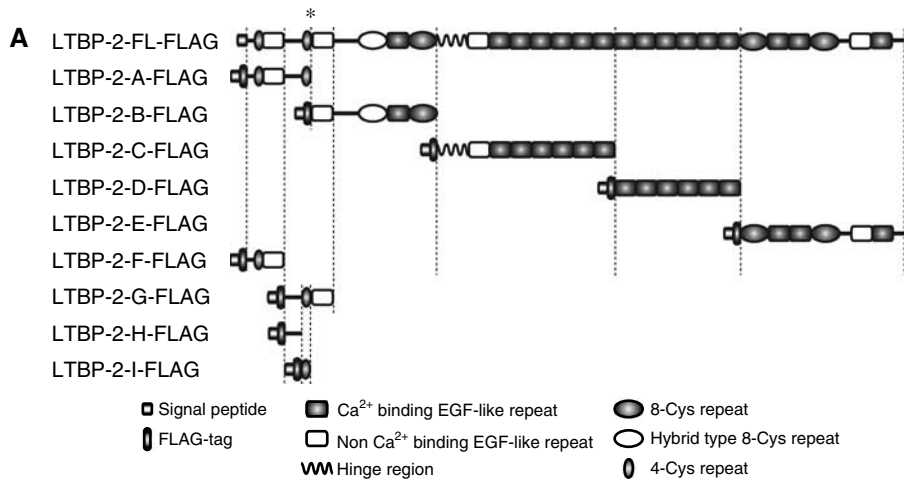 *
A
LTBP-2-FL-FLAG
LTBP-2-A-FLAG
LTBP-2-B-FLAG
LTBP-2-C-FLAG
LTBP-2-D-FLAG
LTBP-2-E-FLAG
LTBP-2-F-FLAG
LTBP-2-G-FLAG
LTBP-2-H-FLAG
LTBP-2-I-FLAG
Signal peptide
Ca²⁺ binding EGF-like repeat
8-Cys repeat
FLAG-tag
Non Ca²⁺ binding EGF-like repeat
Hybrid type 8-Cys repeat
Hinge region
4-Cys repeat